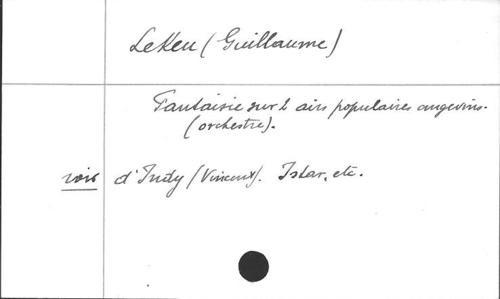 Lekeu (Guillaume)
Fantaisie sur 2 airs populaires angevins.
(orchestre).
voir d'Indy (Vincent). Istar, etc.